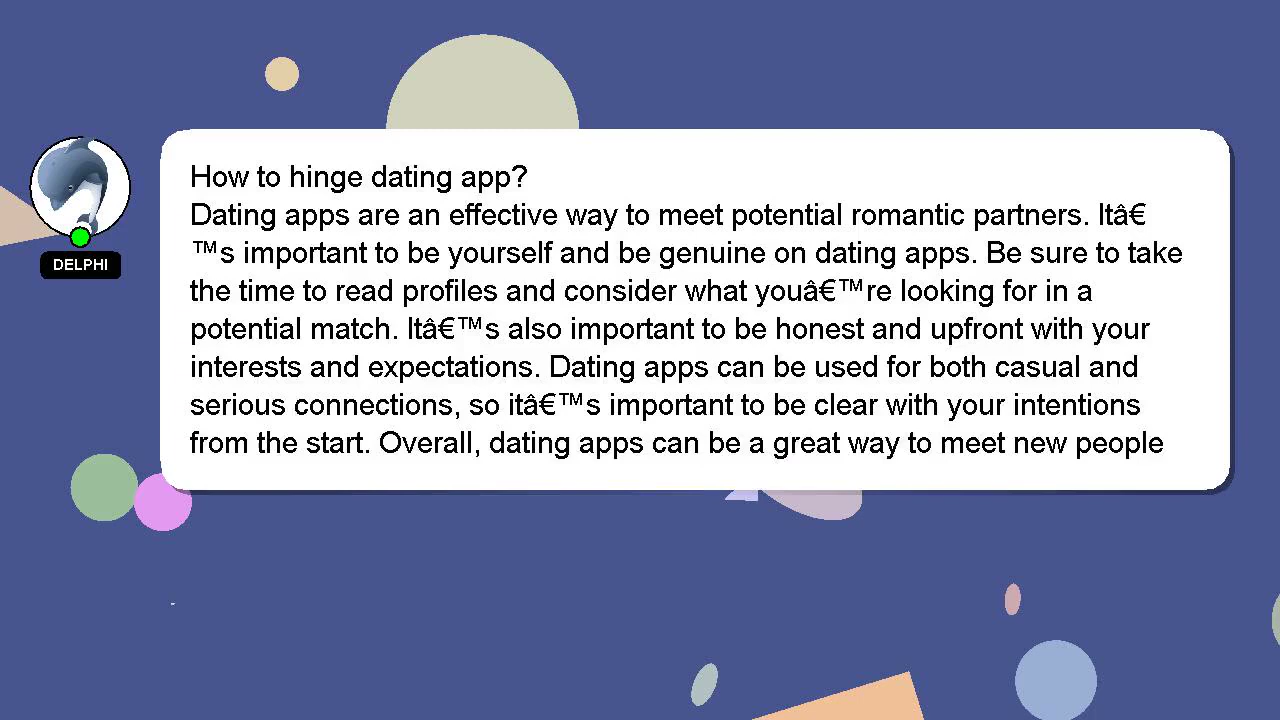 How to hinge dating app?
Dating apps are an effective way to meet potential romantic partners. Itâ€
™s important to be yourself and be genuine on dating apps. Be sure to take
the time to read profiles and consider what youâ€™re looking for in a
potential match. Itâ€™s also important to be honest and upfront with your
interests and expectations. Dating apps can be used for both casual and
serious connections, so itâ€™s important to be clear with your intentions
from the start. Overall, dating apps can be a great way to meet new people
DELPHI